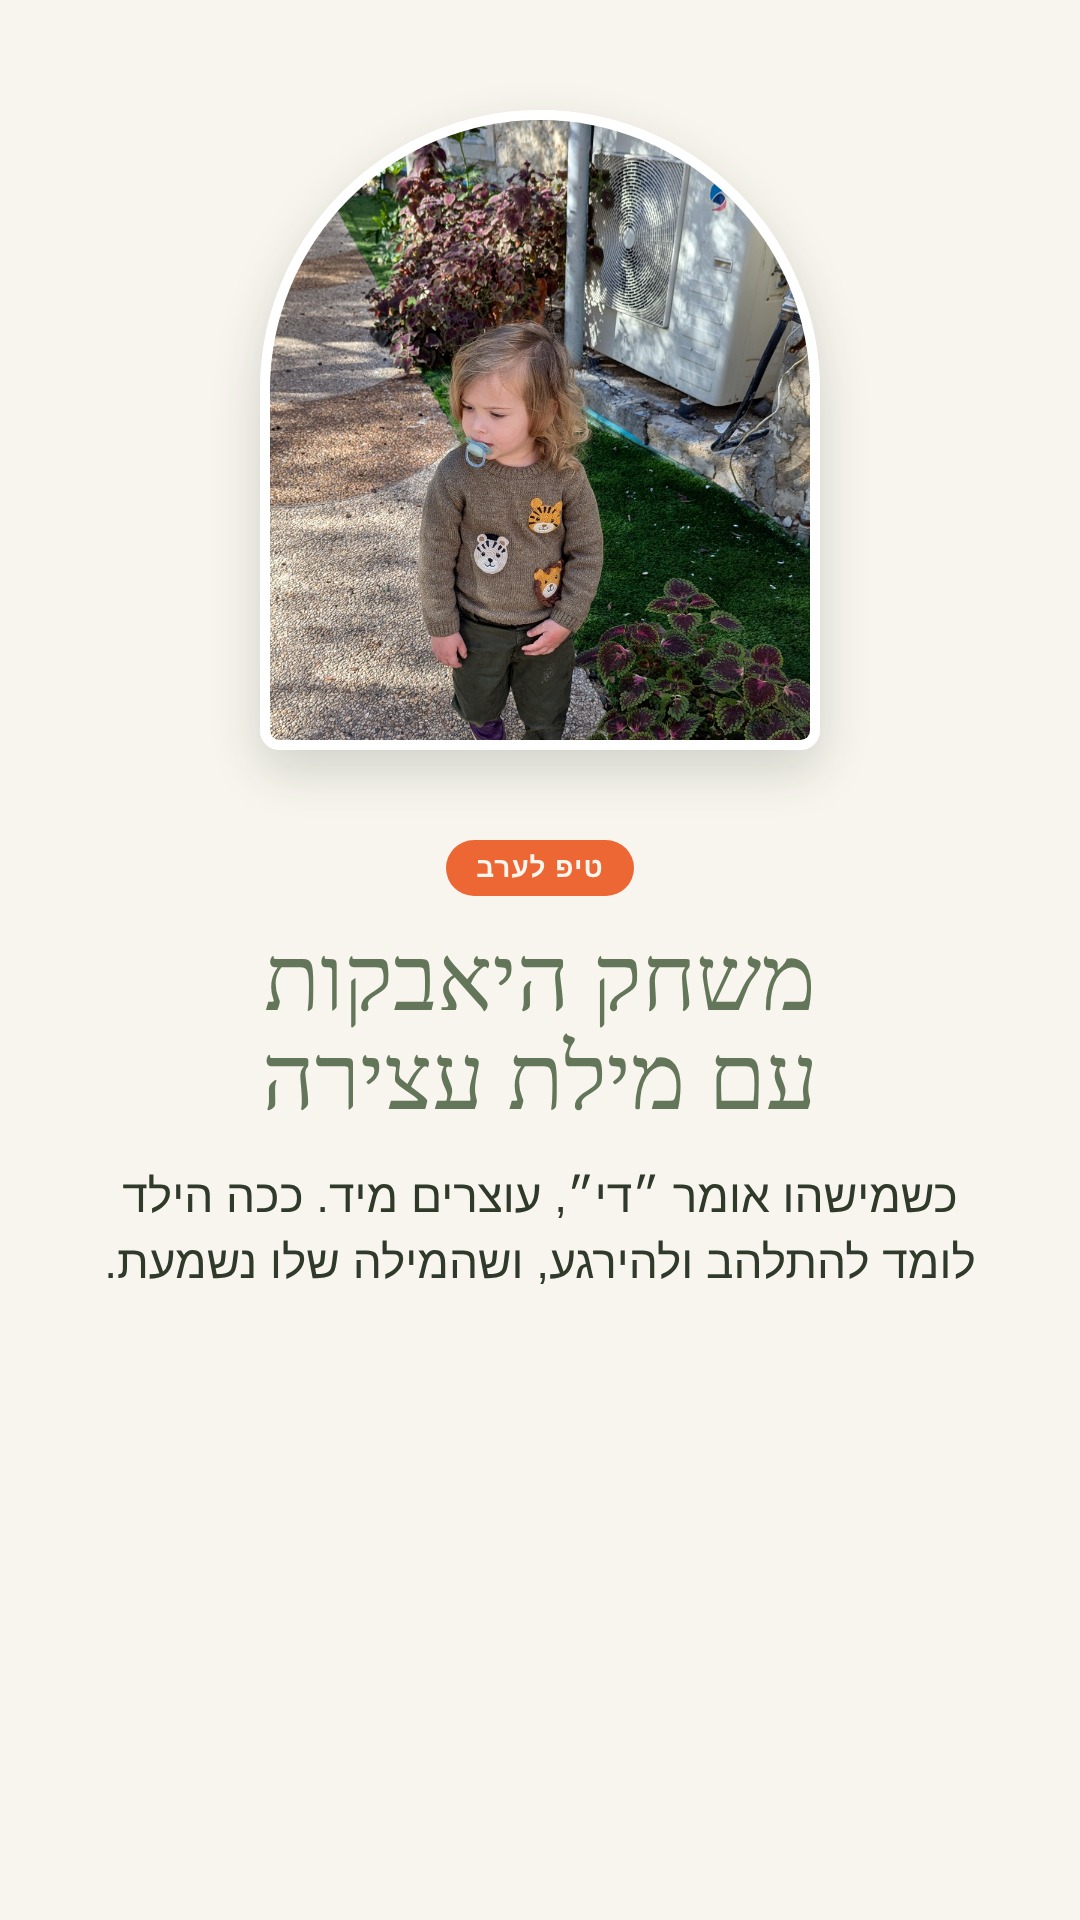 טיפ לערב
משחק היאבקות
עם מילת עצירה
כשמישהו אומר ״די״, עוצרים מיד. ככה הילד
לומד להתלהב ולהירגע, ושהמילה שלו נשמעת.